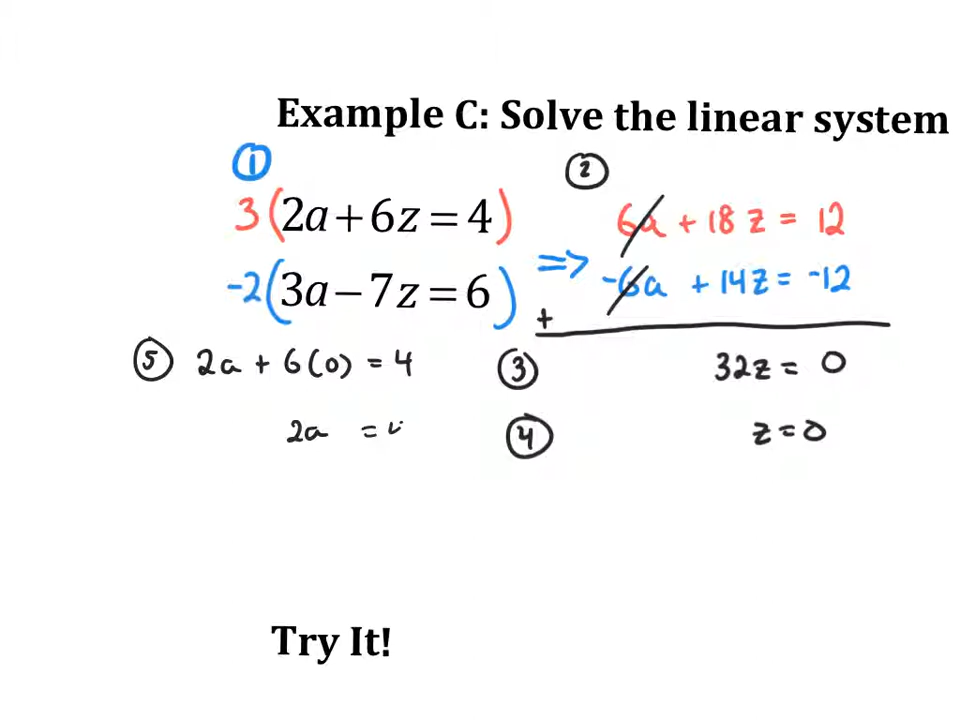 Example C: Solve the linear system
① ②
3(2a+6z=4) 6a + 18z = 12
-2(3a−7z=6) => -6a + 14z = -12
+
⑤ 2a + 6(0) = 4 ③ 32z = 0
2a = ④ z = 0
Try It!